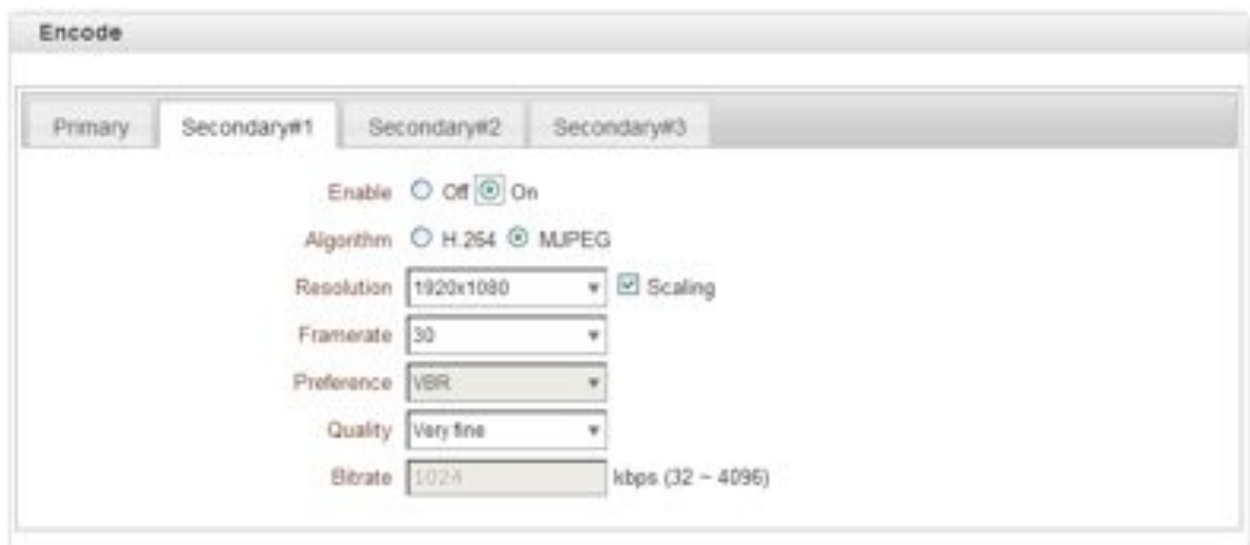 Encode
Primary Secondary#1 Secondary#2 Secondary#3
Enable Off On
Algorithm H.264 MJPEG
Resolution 1920x1080 Scaling
Framerate 30
Preference VBR
Quality Very fine
Bitrate 1024 kbps (32 ~ 4096)